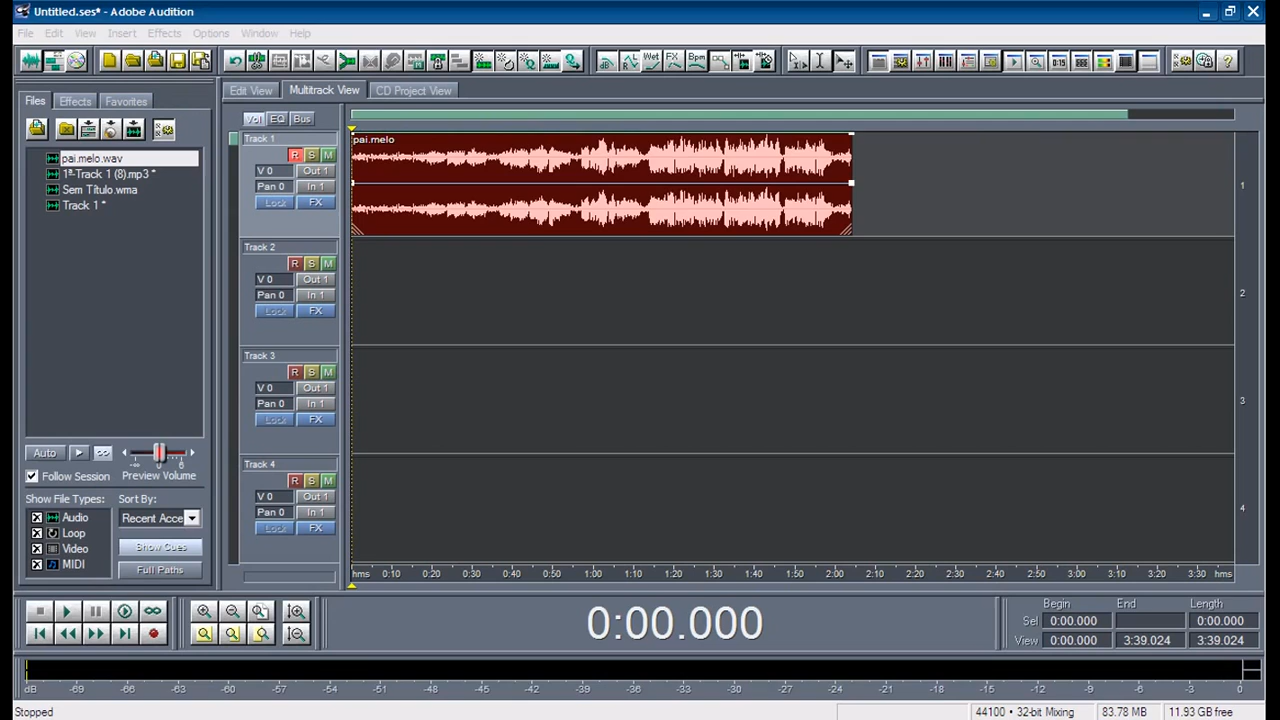 Untitled.ses* - Adobe Audition
File Edit View Insert Effects Options Window Help
Wet FX Bpm
Files Effects Favorites
Edit View Multitrack View CD Project View
Vol EQ Bus
pai.melo.wav
1ª-Track 1 (8).mp3 *
Sem Título.wma
Track 1 *
Track 1
R S M
V 0 Out 1
Pan 0 In 1
Lock FX
pai.melo
1
Track 2
R S M
V 0 Out 1
Pan 0 In 1
Lock FX
2
Track 3
R S M
V 0 Out 1
Pan 0 In 1
Lock FX
3
Track 4
R S M
V 0 Out 1
Pan 0 In 1
Lock FX
4
Auto
-∞ 0 6
Follow Session Preview Volume
Show File Types: Sort By:
Audio Recent Acce
Loop
Video Show Cues
MIDI Full Paths
hms 0:10 0:20 0:30 0:40 0:50 1:00 1:10 1:20 1:30 1:40 1:50 2:00 2:10 2:20 2:30 2:40 2:50 3:00 3:10 3:20 3:30 hms
0:00.000
Begin End Length
Sel 0:00.000 0:00.000
View 0:00.000 3:39.024 3:39.024
dB -69 -66 -63 -60 -57 -54 -51 -48 -45 -42 -39 -36 -33 -30 -27 -24 -21 -18 -15 -12 -9 -6 -3 0
Stopped 44100 • 32-bit Mixing 83.78 MB 11.93 GB free